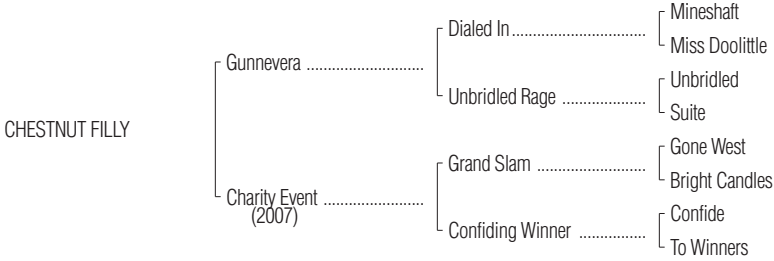 Mineshaft
Dialed In
Miss Doolittle
Gunnevera
Unbridled
Unbridled Rage
Suite
CHESTNUT FILLY
Gone West
Grand Slam
Bright Candles
Charity Event
(2007)
Confide
Confiding Winner
To Winners